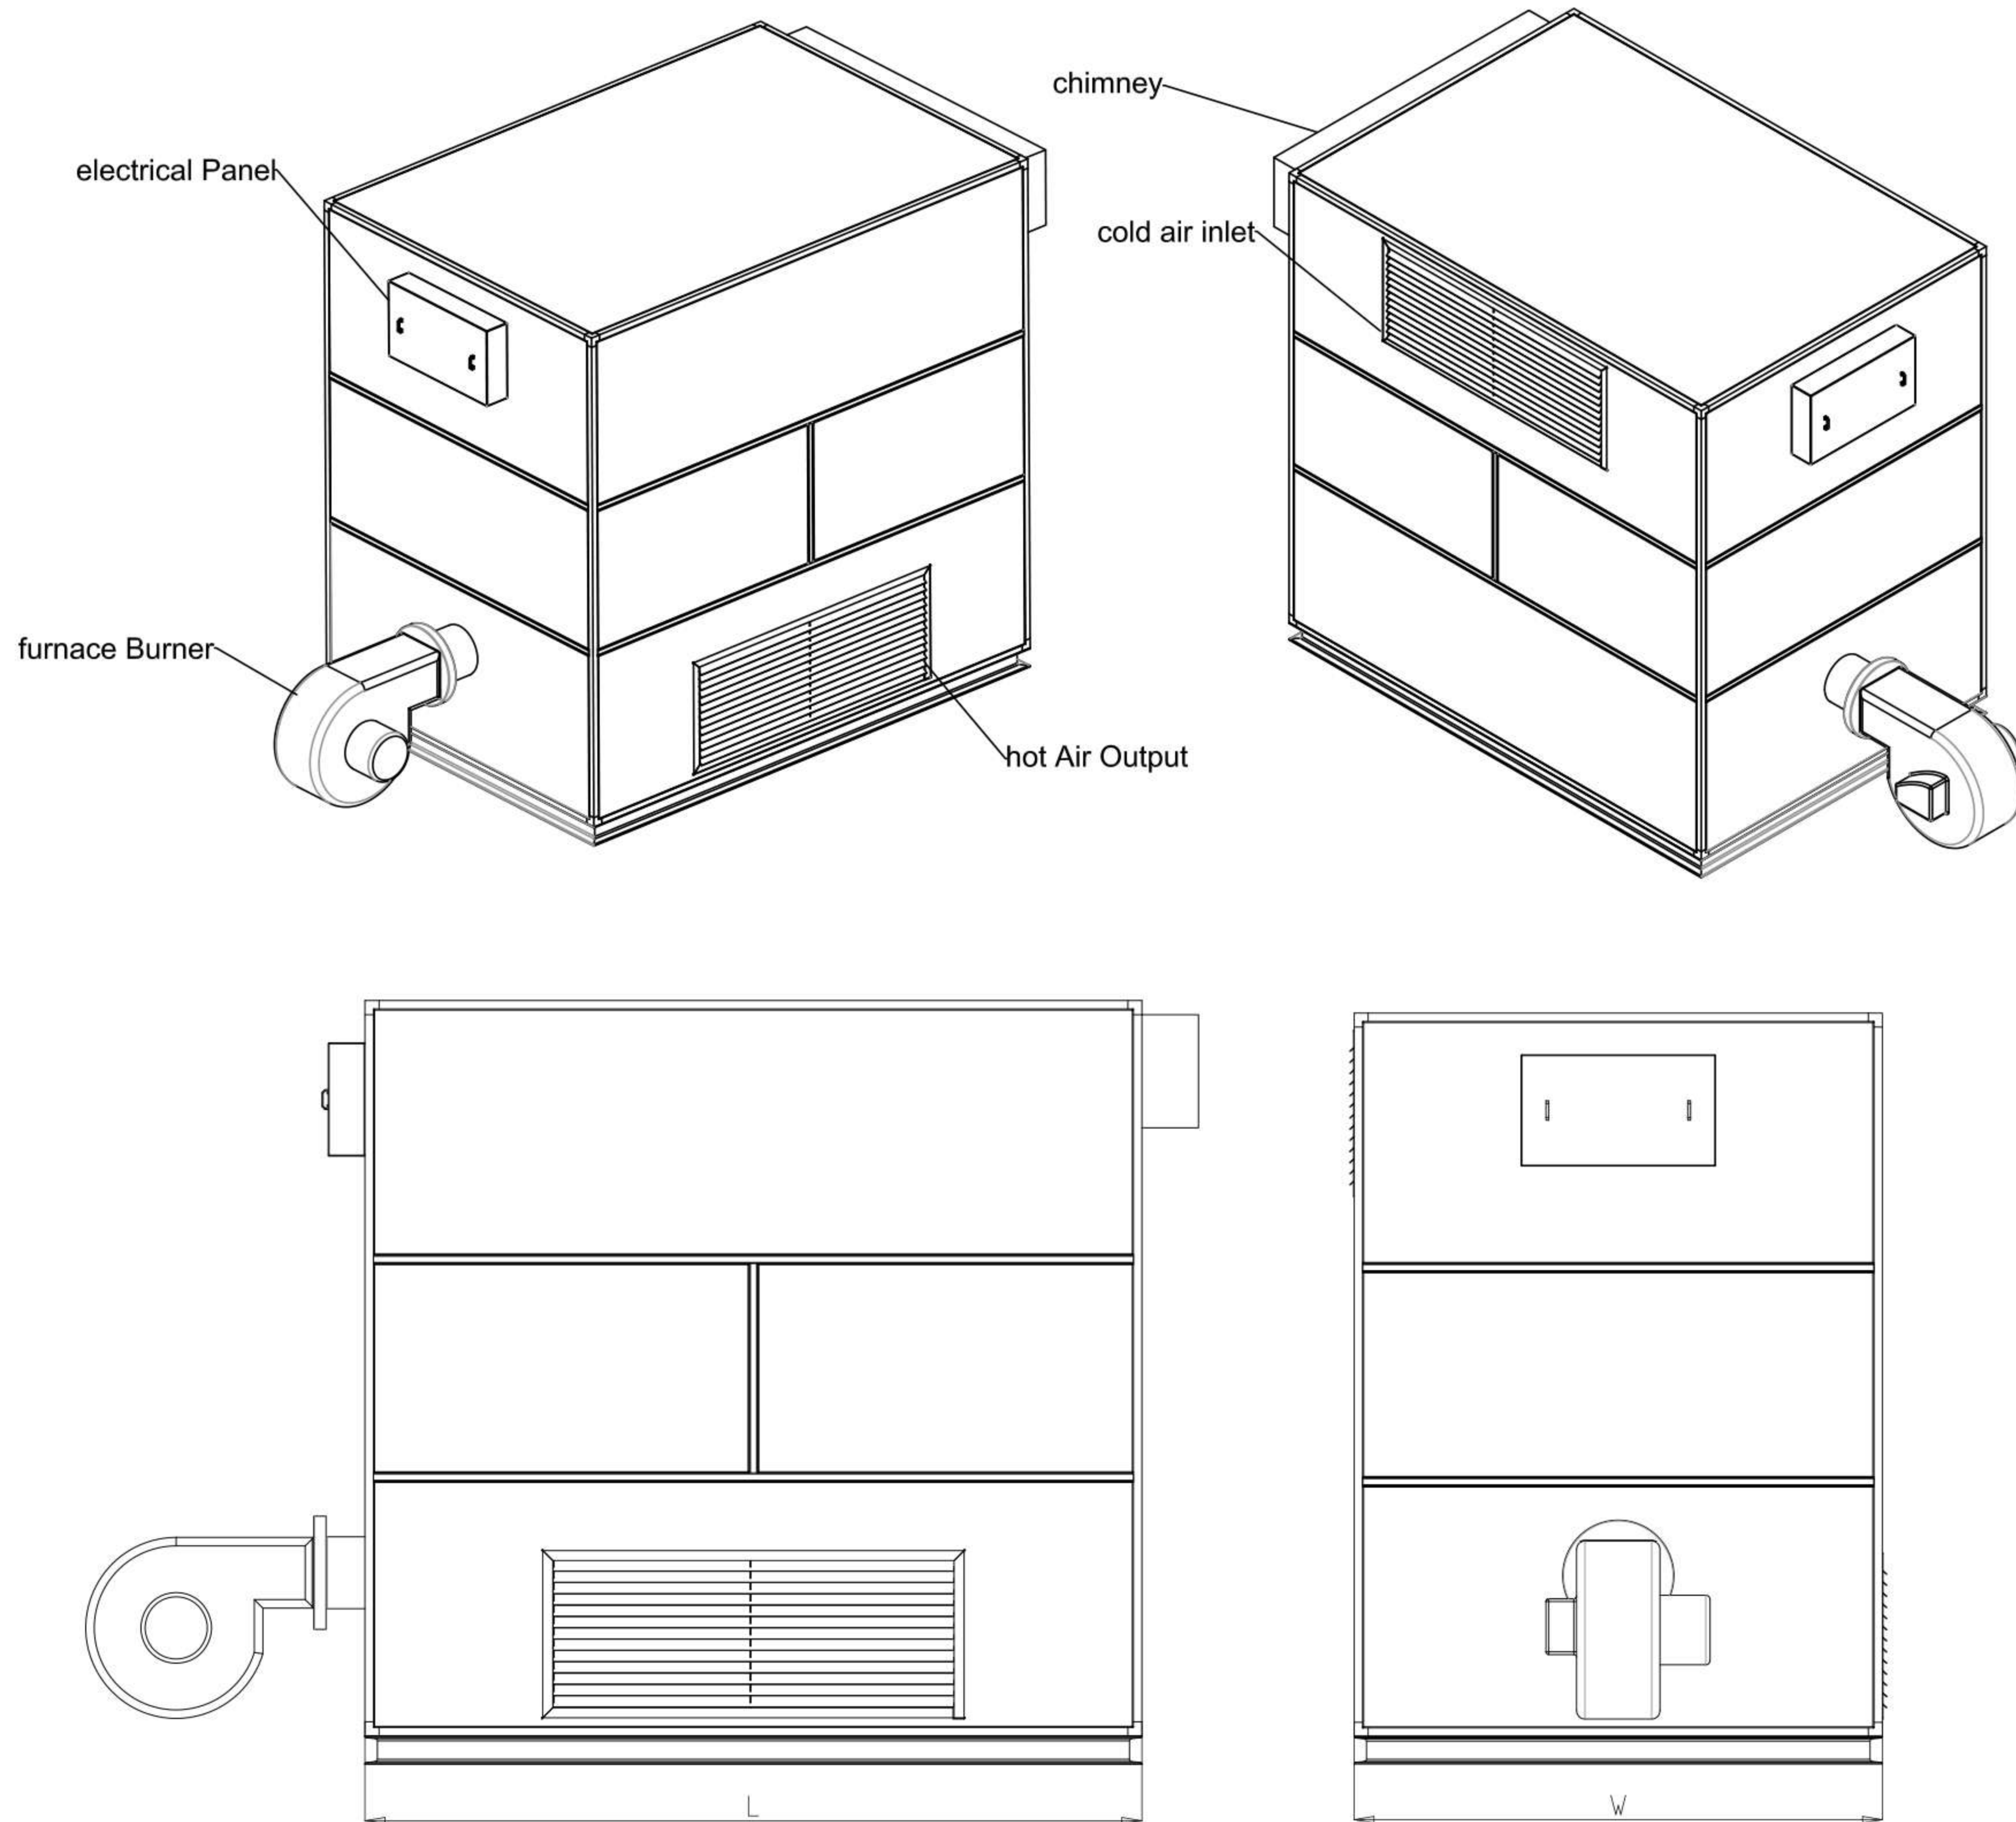 chimney
electrical Panel
cold air inlet
furnace Burner
hot Air Output
L
W